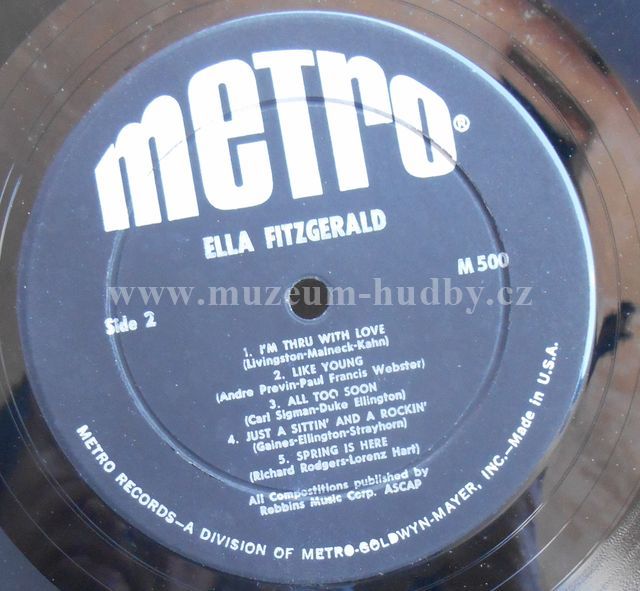 metro®
ELLA FITZGERALD
M 500
www.muzeum-hudby.cz
Side 2
1. I'M THRU WITH LOVE
(Livingston-Malneck-Kahn)
2. LIKE YOUNG
(Andre Previn-Paul Francis Webster)
3. ALL TOO SOON
(Carl Sigman-Duke Ellington)
4. JUST A SITTIN' AND A ROCKIN'
(Gaines-Ellington-Strayhorn)
5. SPRING IS HERE
(Richard Rodgers-Lorenz Hart)
All Compostitions published by
Robbins Music Corp. ASCAP
METRO RECORDS—A DIVISION OF METRO-GOLDWYN-MAYER, INC.—Made in U.S.A.